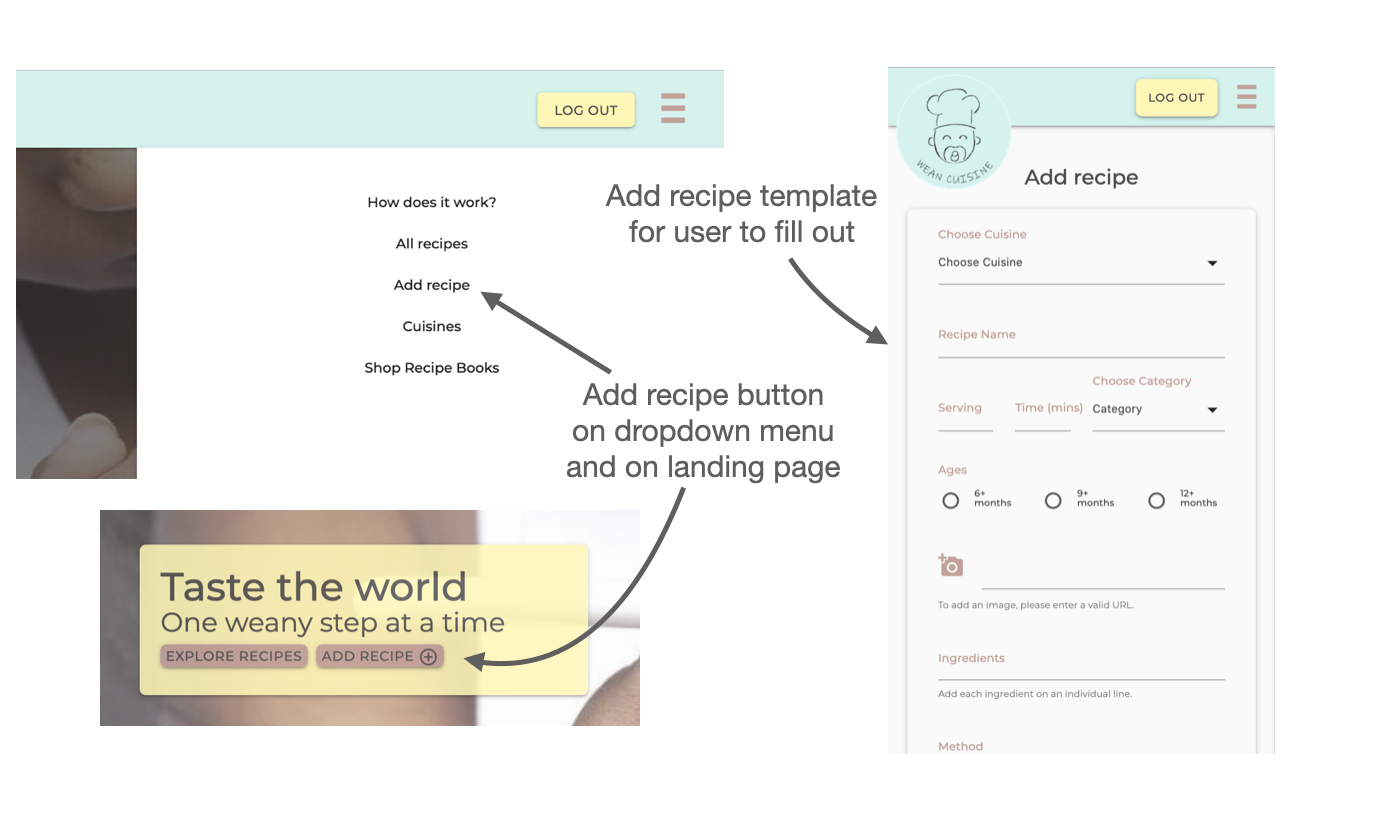 LOG OUT
How does it work?
All recipes
Add recipe
Cuisines
Shop Recipe Books
Add recipe template
for user to fill out
Add recipe button
on dropdown menu
and on landing page
Taste the world
One weany step at a time
EXPLORE RECIPES
ADD RECIPE
LOG OUT
WEAN CUISINE
Add recipe
Choose Cuisine
Choose Cuisine
Recipe Name
Choose Category
Serving Time (mins) Category
Ages
6+ months
9+ months
12+ months
To add an image, please enter a valid URL.
Ingredients
Add each ingredient on an individual line.
Method